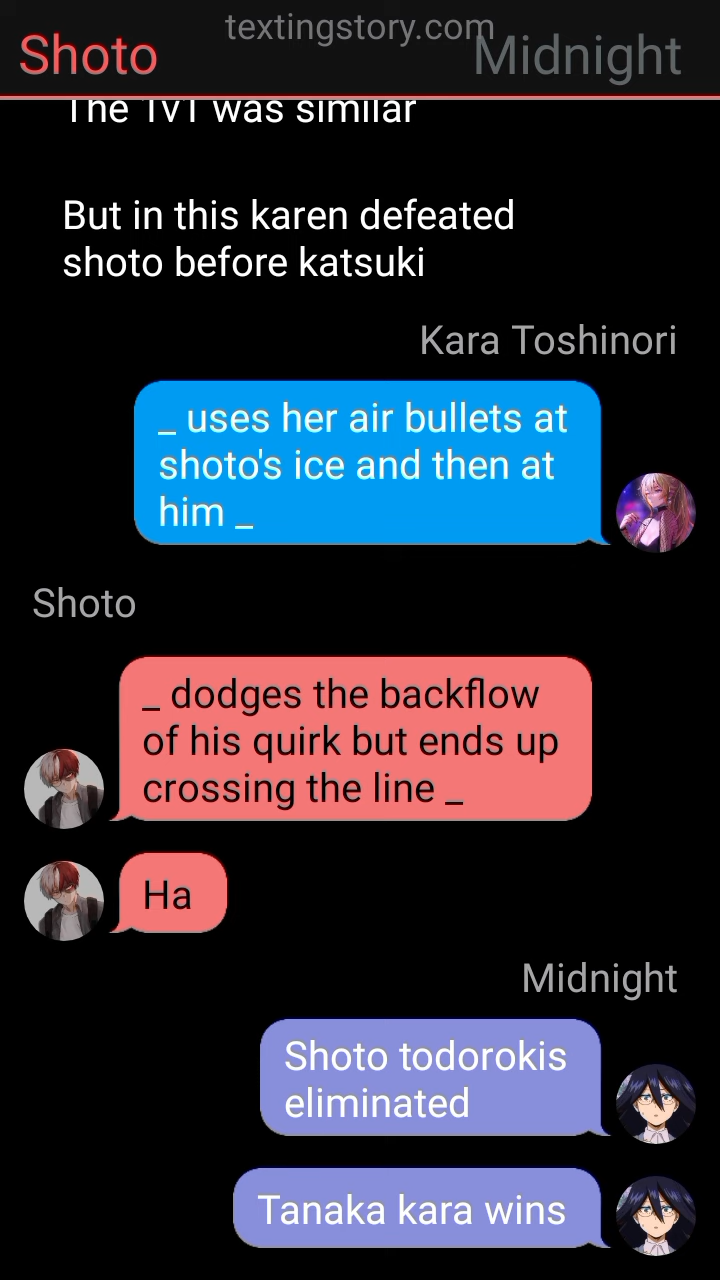 textingstory.com
Shoto
Midnight
The 1v1 was similar
But in this karen defeated
shoto before katsuki
Kara Toshinori
_ uses her air bullets at
shoto's ice and then at
him _
Shoto
_ dodges the backflow
of his quirk but ends up
crossing the line _
Ha
Midnight
Shoto todorokis
eliminated
Tanaka kara wins